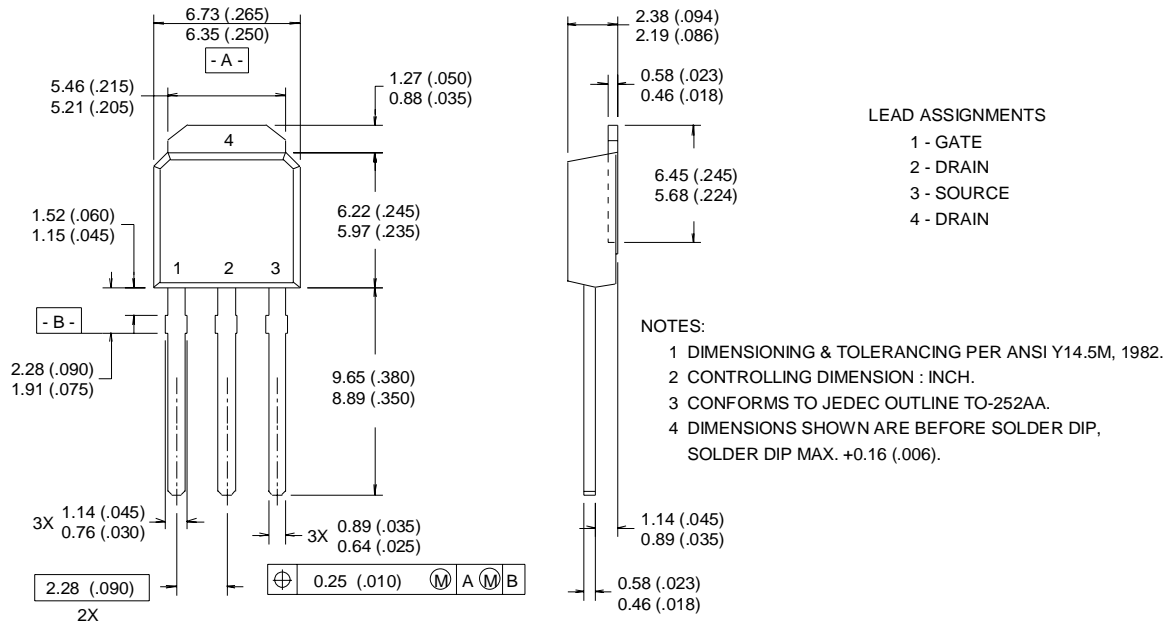 6.73 (.265)
6.35 (.250)
- A -
5.46 (.215)
5.21 (.205)
1.27 (.050)
0.88 (.035)
4
1.52 (.060)
1.15 (.045)
6.22 (.245)
5.97 (.235)
1 2 3
- B -
2.28 (.090)
1.91 (.075)
9.65 (.380)
8.89 (.350)
3X 1.14 (.045)
0.76 (.030)
3X 0.89 (.035)
0.64 (.025)
2.28 (.090)
2X
⌖ 0.25 (.010) Ⓜ A Ⓜ B
2.38 (.094)
2.19 (.086)
0.58 (.023)
0.46 (.018)
6.45 (.245)
5.68 (.224)
1.14 (.045)
0.89 (.035)
0.58 (.023)
0.46 (.018)
LEAD ASSIGNMENTS
1 - GATE
2 - DRAIN
3 - SOURCE
4 - DRAIN
NOTES:
1 DIMENSIONING & TOLERANCING PER ANSI Y14.5M, 1982.
2 CONTROLLING DIMENSION : INCH.
3 CONFORMS TO JEDEC OUTLINE TO-252AA.
4 DIMENSIONS SHOWN ARE BEFORE SOLDER DIP,
SOLDER DIP MAX. +0.16 (.006).